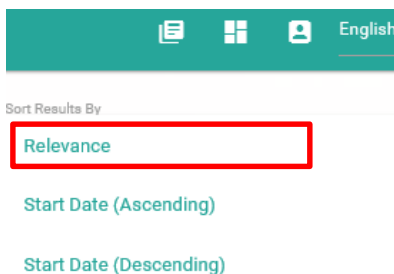 English
Sort Results By
Relevance
Start Date (Ascending)
Start Date (Descending)